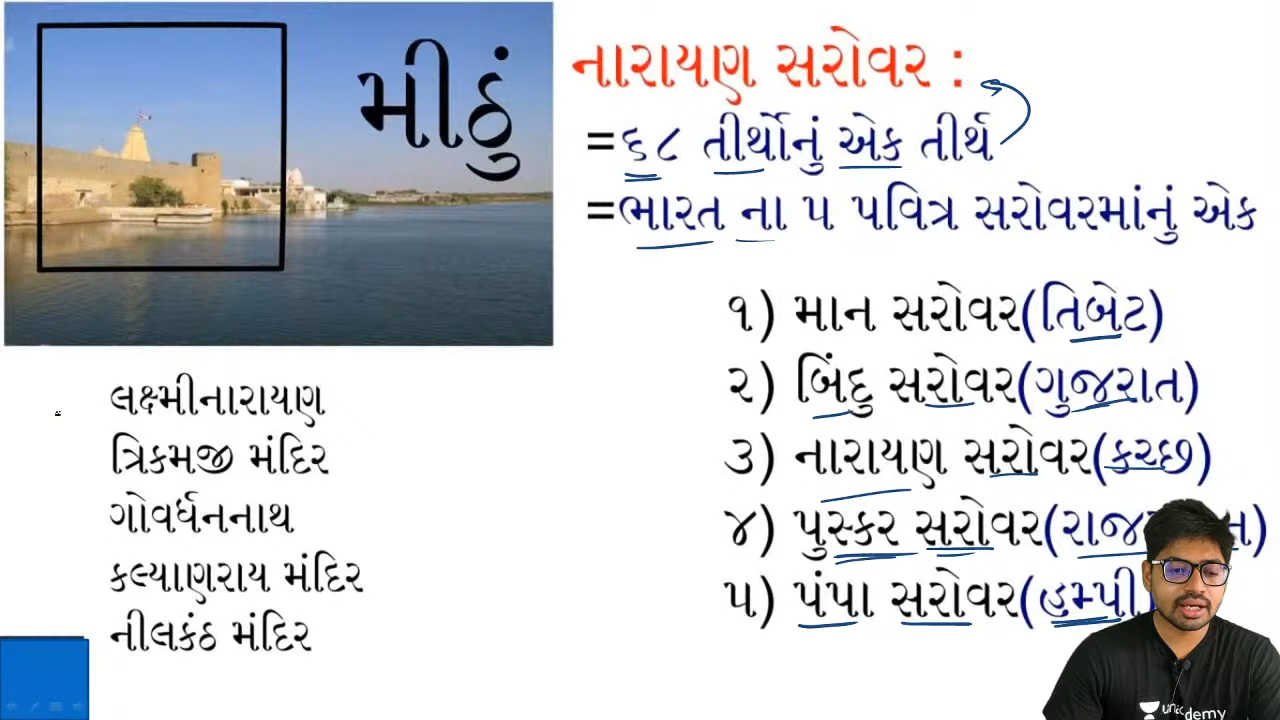 મીઠું
નારાયણ સરોવર :
=૬૮ તીર્થોનું એક તીર્થ
=ભારત ના ૫ પવિત્ર સરોવરમાંનું એક
૧) માન સરોવર(તિબેટ)
૨) બિંદુ સરોવર(ગુજરાત)
૩) નારાયણ સરોવર(કચ્છ)
૪) પુસ્કર સરોવર(
૫) પંપા સરોવર(હમ્પી
લક્ષ્મીનારાયણ
ત્રિકમજી મંદિર
ગોવર્ધનનાથ
કલ્યાણરાય મંદિર
નીલકંઠ મંદિર